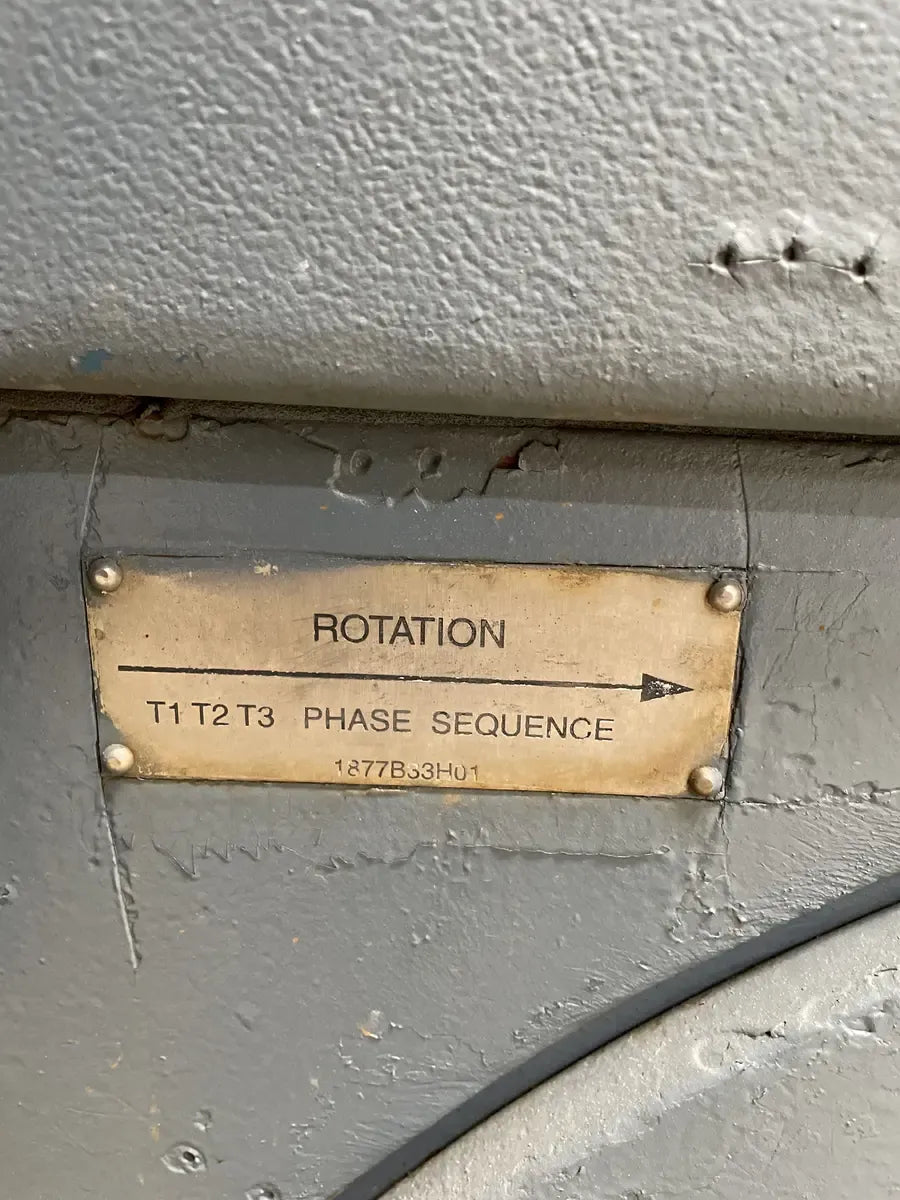 ROTATION
T1 T2 T3 PHASE SEQUENCE
1877B33H01